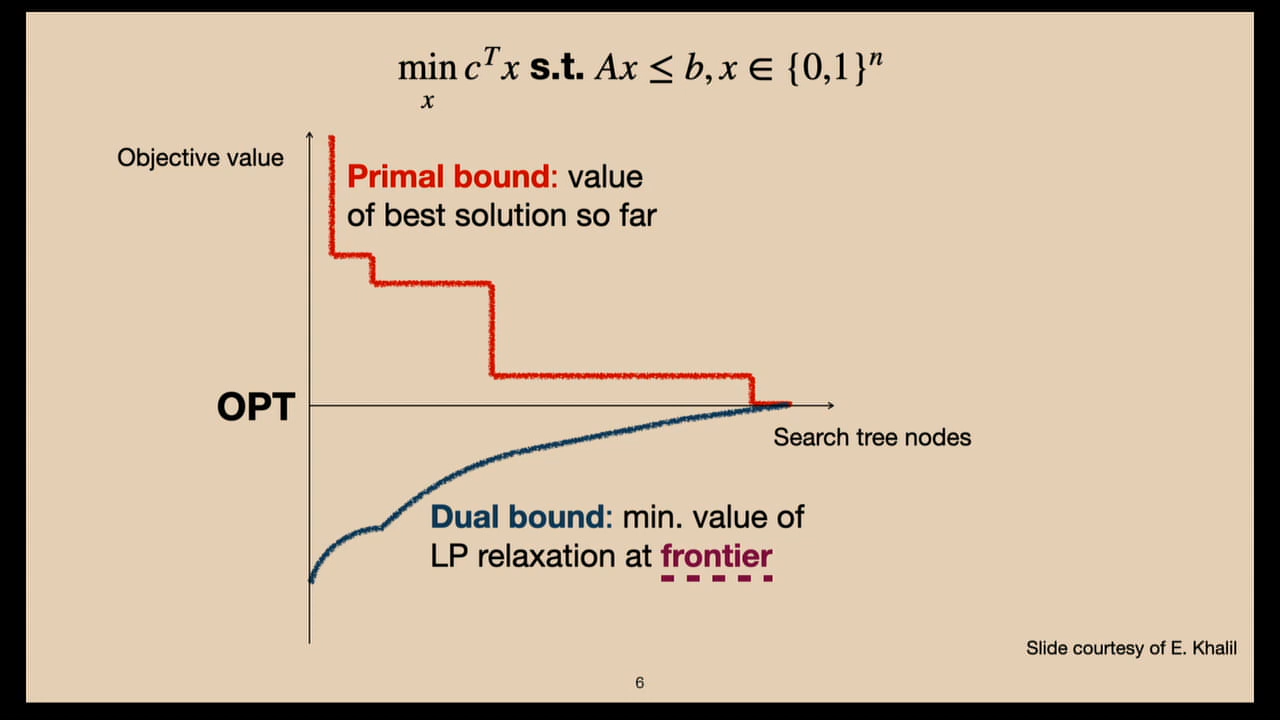 min c^T x s.t. Ax ≤ b, x ∈ {0,1}^n
x
Objective value
Primal bound: value
of best solution so far
OPT
Search tree nodes
Dual bound: min. value of
LP relaxation at frontier
Slide courtesy of E. Khalil
6